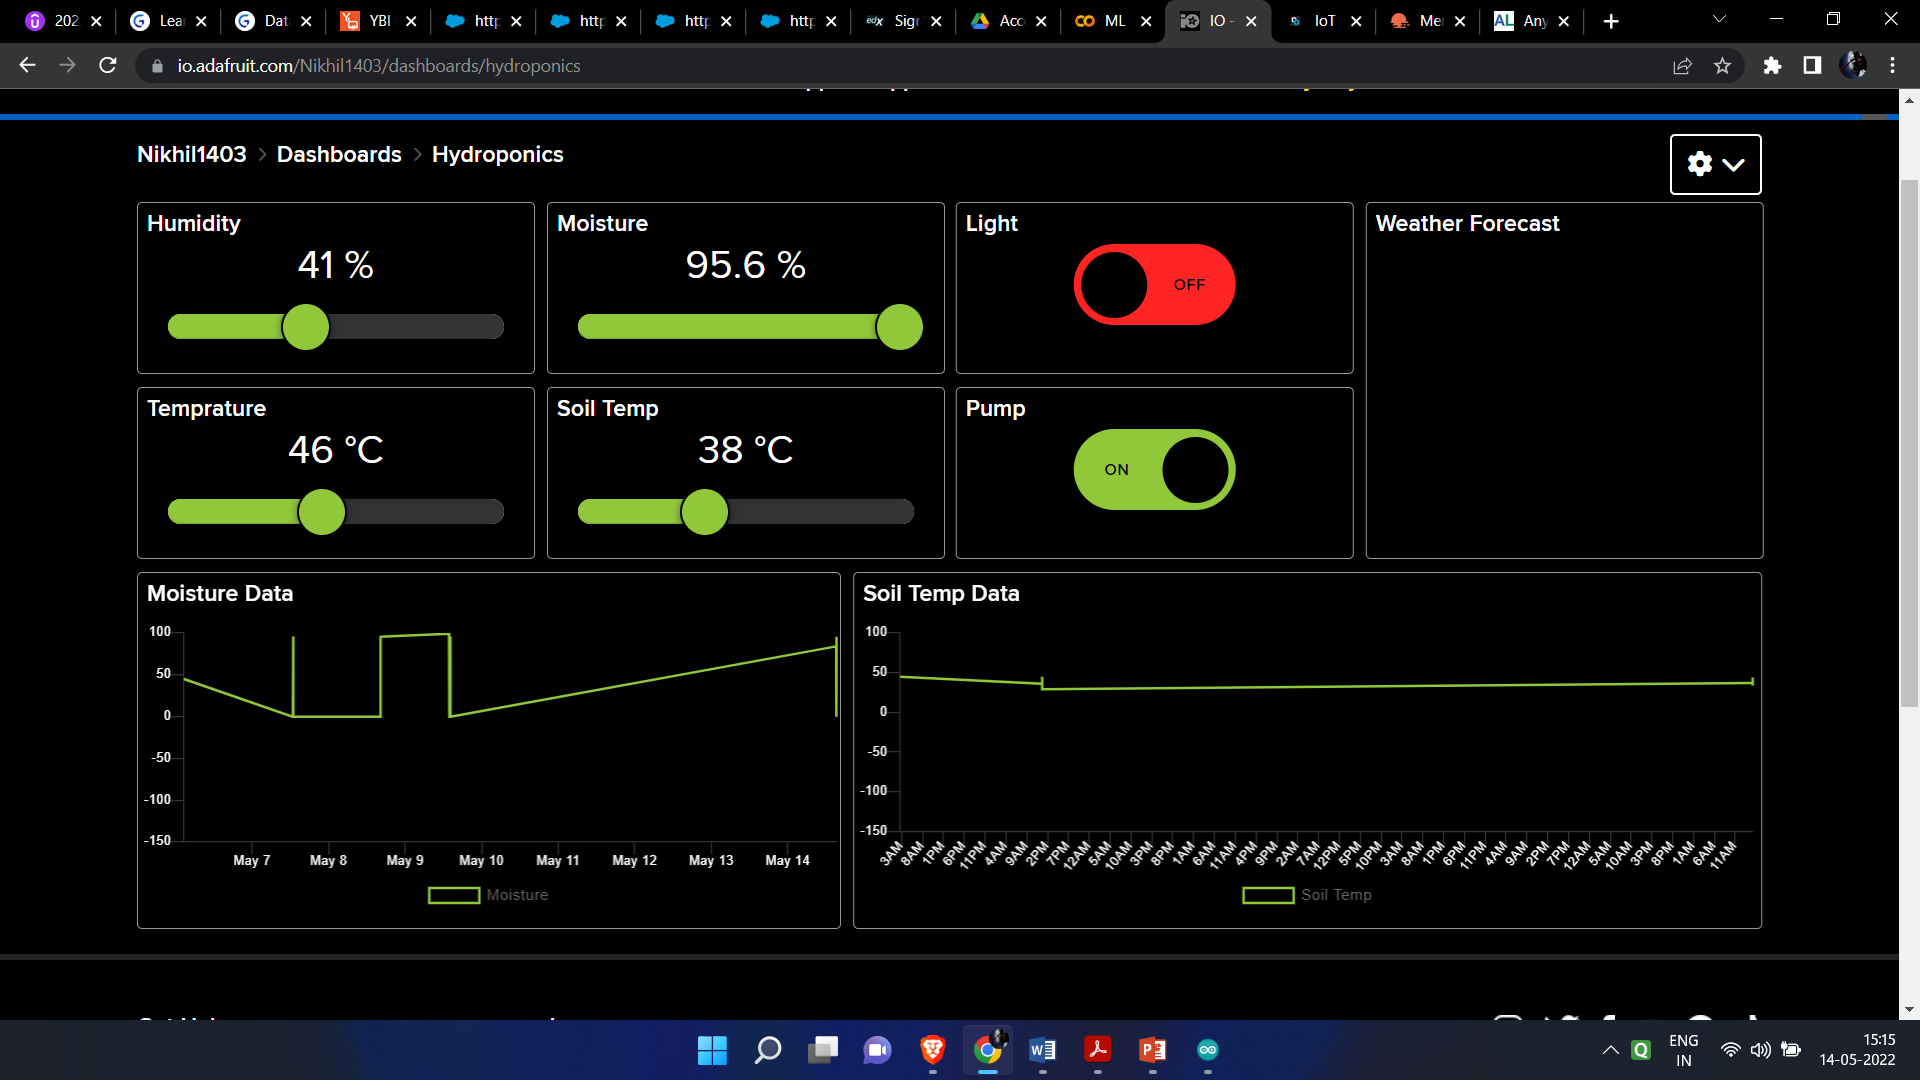 202 Lea Dat YBI http http http http edX Sigr Acc ML IO - IoT Me Any
io.adafruit.com/Nikhil1403/dashboards/hydroponics
Nikhil1403 > Dashboards > Hydroponics
Humidity
41 %
Moisture
95.6 %
Light
OFF
Weather Forecast
Temprature
46 °C
Soil Temp
38 °C
Pump
ON
Moisture Data
100
50
0
-50
-100
-150
May 7 May 8 May 9 May 10 May 11 May 12 May 13 May 14
Moisture
Soil Temp Data
100
50
0
-50
-100
-150
3AM 8AM 1PM 6PM 11PM 4AM 9AM 2PM 7PM 12AM 5AM 10AM 3PM 8PM 1AM 6AM 11AM 4PM 9PM 2AM 7AM 12PM 5PM 10PM 3AM 8AM 1PM 6PM 11PM 4AM 9AM 2PM 7PM 12AM 5AM 10AM 3PM 8PM 1AM 6AM 11AM
Soil Temp
ENG
IN
15:15
14-05-2022